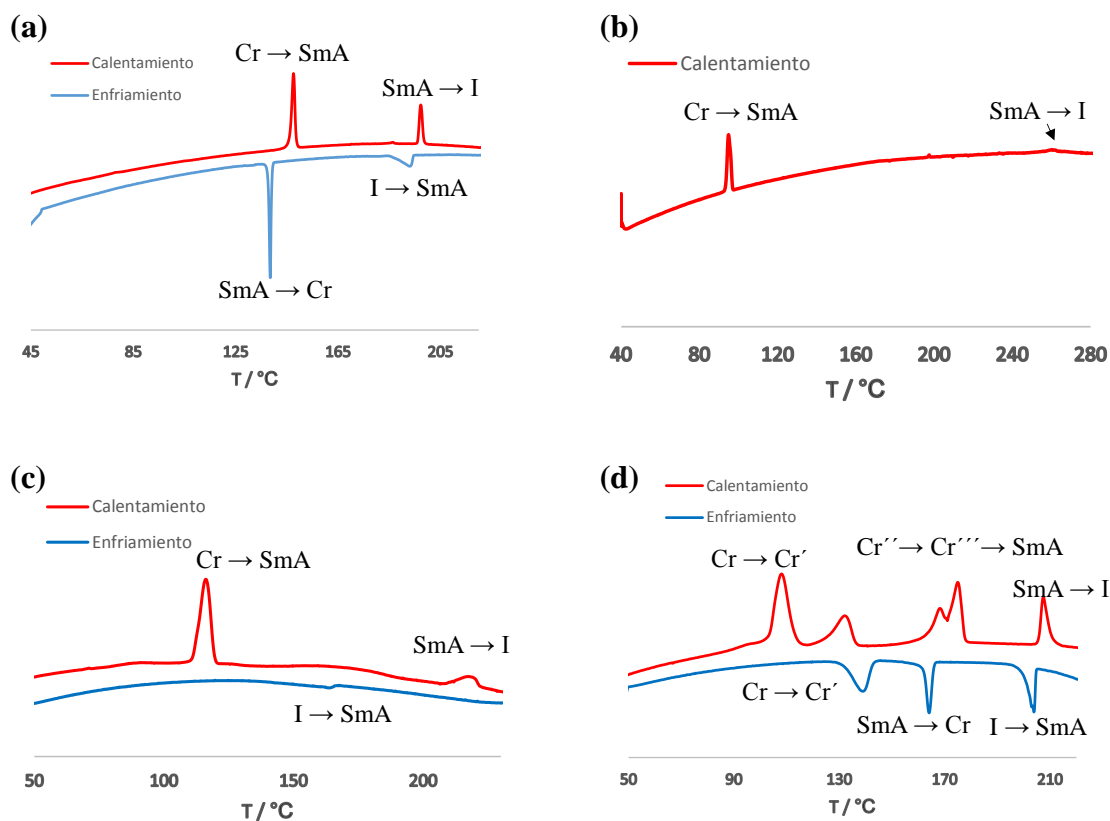 (a)
Calentamiento
Enfriamiento
Cr → SmA
SmA → I
I → SmA
SmA → Cr
45 85 125 165 205
T / °C
(b)
Calentamiento
Cr → SmA
SmA → I
40 80 120 160 200 240 280
T / °C
(c)
Calentamiento
Enfriamiento
Cr → SmA
SmA → I
I → SmA
50 100 150 200
T / °C
(d)
Calentamiento
Enfriamiento
Cr → Cr´
Cr´´ → Cr´´´ → SmA
SmA → I
Cr → Cr´
SmA → Cr
I → SmA
50 90 130 170 210
T / °C